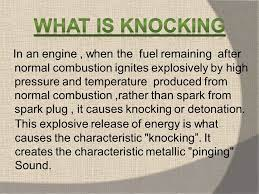 WHAT IS KNOCKING
In an engine , when the fuel remaining after
normal combustion ignites explosively by high
pressure and temperature produced from
normal combustion ,rather than spark from
spark plug , it causes knocking or detonation.
This explosive release of energy is what
causes the characteristic "knocking". It
creates the characteristic metallic "pinging"
Sound.